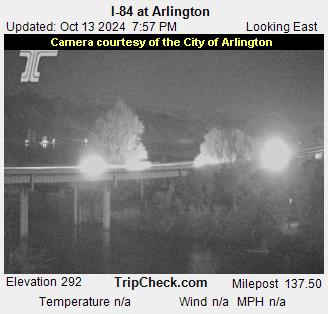 I-84 at Arlington
Updated: Oct 13 2024 7:57 PM Looking East
Camera courtesy of the City of Arlington
Elevation 292 TripCheck.com Milepost 137.50
Temperature n/a Wind n/a MPH n/a